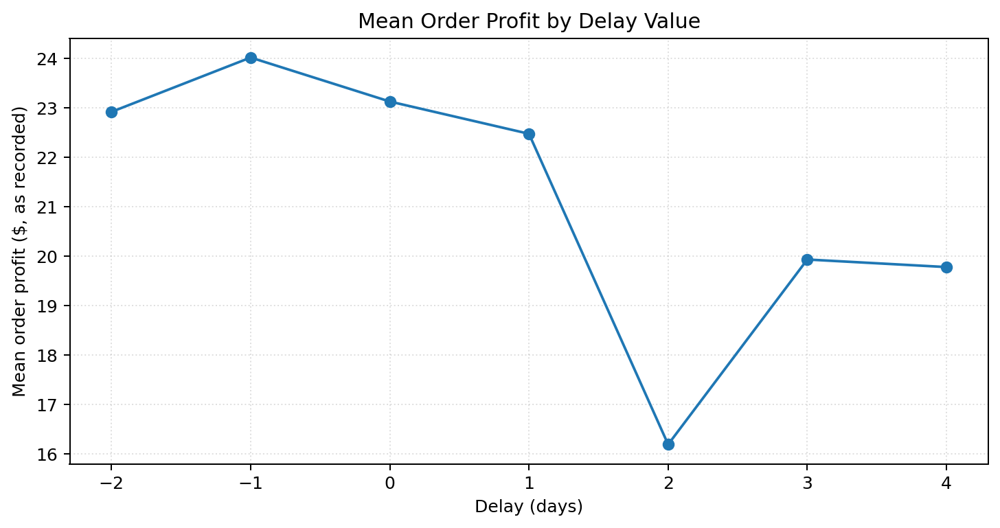 Mean Order Profit by Delay Value
Mean order profit ($, as recorded)
24
23
22
21
20
19
18
17
16
−2 −1 0 1 2 3 4
Delay (days)